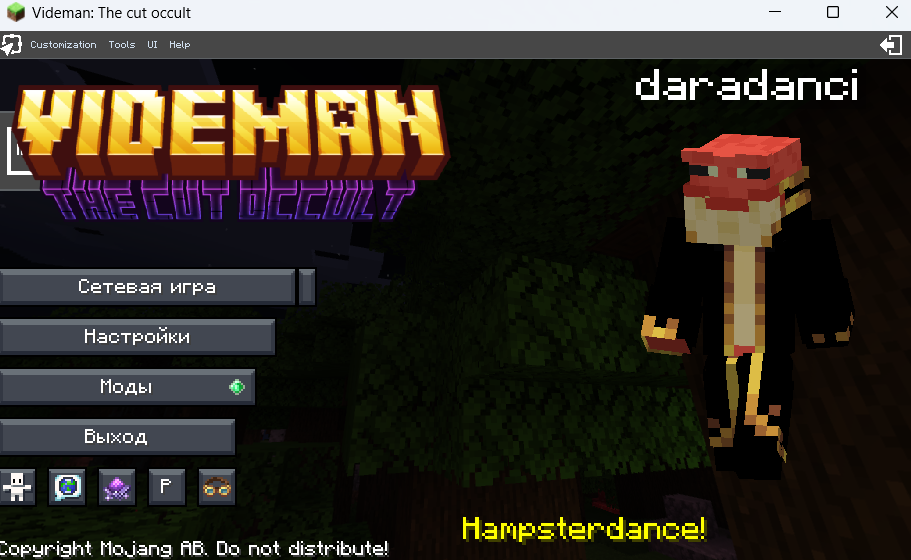 Videman: The cut occult
Customization Tools UI Help
daradanci
VIDEMAN
THE CUT OCCULT
Сетевая игра
Настройки
Моды
Выход
P
Hampsterdance!
Copyright Mojang AB. Do not distribute!